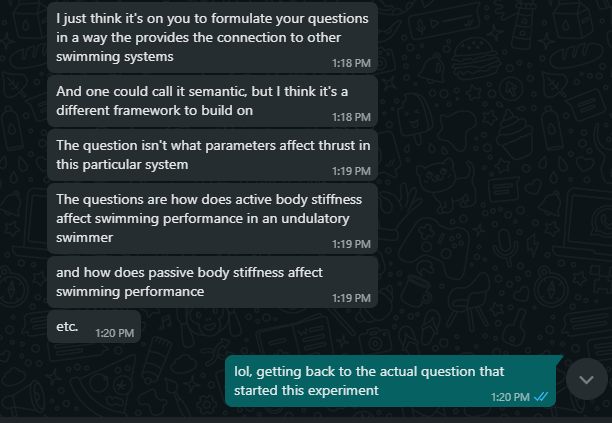 I just think it's on you to formulate your questions
in a way the provides the connection to other
swimming systems
1:18 PM
And one could call it semantic, but I think it's a
different framework to build on
1:18 PM
The question isn't what parameters affect thrust in
this particular system
1:19 PM
The questions are how does active body stiffness
affect swimming performance in an undulatory
swimmer
1:19 PM
and how does passive body stiffness affect
swimming performance
1:19 PM
etc.
1:20 PM
lol, getting back to the actual question that
started this experiment
1:20 PM